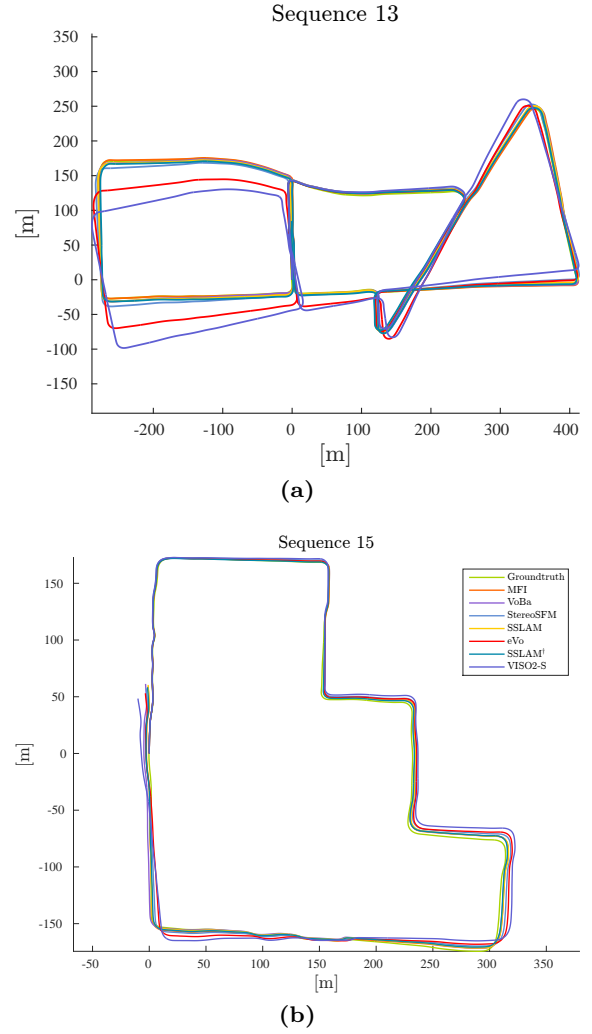 Sequence 13
350
300
250
200
150
100
50
0
-50
-100
-150
[m]
-200 -100 0 100 200 300 400
[m]
(a)
Sequence 15
150
100
50
0
-50
-100
-150
[m]
Groundtruth
MFI
VoBa
StereoSFM
SSLAM
eVo
SSLAM†
VISO2-S
-50 0 50 100 150 200 250 300 350
[m]
(b)